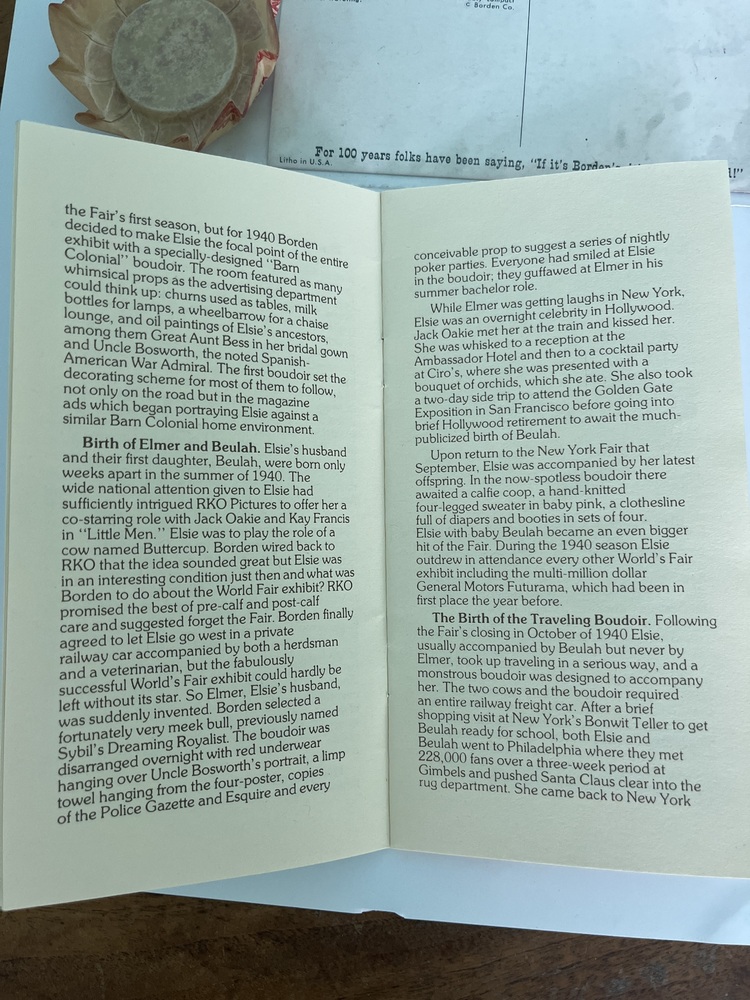 © Borden Co.
Litho in U.S.A.
For 100 years folks have been saying, "If it's Borden's
the Fair's first season, but for 1940 Borden
decided to make Elsie the focal point of the entire
exhibit with a specially-designed "Barn
Colonial" boudoir. The room featured as many
whimsical props as the advertising department
could think up: churns used as tables, milk
bottles for lamps, a wheelbarrow for a chaise
lounge, and oil paintings of Elsie's ancestors,
among them Great Aunt Bess in her bridal gown
and Uncle Bosworth, the noted Spanish-
American War Admiral. The first boudoir set the
decorating scheme for most of them to follow,
not only on the road but in the magazine
ads which began portraying Elsie against a
similar Barn Colonial home environment.
Birth of Elmer and Beulah. Elsie's husband
and their first daughter, Beulah, were born only
weeks apart in the summer of 1940. The
wide national attention given to Elsie had
sufficiently intrigued RKO Pictures to offer her a
co-starring role with Jack Oakie and Kay Francis
in "Little Men." Elsie was to play the role of a
cow named Buttercup. Borden wired back to
RKO that the idea sounded great but Elsie was
in an interesting condition just then and what was
Borden to do about the World Fair exhibit? RKO
promised the best of pre-calf and post-calf
care and suggested forget the Fair. Borden finally
agreed to let Elsie go west in a private
railway car accompanied by both a herdsman
and a veterinarian, but the fabulously
successful World's Fair exhibit could hardly be
left without its star. So Elmer, Elsie's husband,
was suddenly invented. Borden selected a
fortunately very meek bull, previously named
Sybil's Dreaming Royalist. The boudoir was
disarranged overnight with red underwear
hanging over Uncle Bosworth's portrait, a limp
towel hanging from the four-poster, copies
of the Police Gazette and Esquire and every
conceivable prop to suggest a series of nightly
poker parties. Everyone had smiled at Elsie
in the boudoir; they guffawed at Elmer in his
summer bachelor role.
While Elmer was getting laughs in New York,
Elsie was an overnight celebrity in Hollywood.
Jack Oakie met her at the train and kissed her.
She was whisked to a reception at the
Ambassador Hotel and then to a cocktail party
at Ciro's, where she was presented with a
bouquet of orchids, which she ate. She also took
a two-day side trip to attend the Golden Gate
Exposition in San Francisco before going into
brief Hollywood retirement to await the much-
publicized birth of Beulah.
Upon return to the New York Fair that
September, Elsie was accompanied by her latest
offspring. In the now-spotless boudoir there
awaited a calfie coop, a hand-knitted
four-legged sweater in baby pink, a clothesline
full of diapers and booties in sets of four.
Elsie with baby Beulah became an even bigger
hit of the Fair. During the 1940 season Elsie
outdrew in attendance every other World's Fair
exhibit including the multi-million dollar
General Motors Futurama, which had been in
first place the year before.
The Birth of the Traveling Boudoir. Following
the Fair's closing in October of 1940 Elsie,
usually accompanied by Beulah but never by
Elmer, took up traveling in a serious way, and a
monstrous boudoir was designed to accompany
her. The two cows and the boudoir required
an entire railway freight car. After a brief
shopping visit at New York's Bonwit Teller to get
Beulah ready for school, both Elsie and
Beulah went to Philadelphia where they met
228,000 fans over a three-week period at
Gimbels and pushed Santa Claus clear into the
rug department. She came back to New York